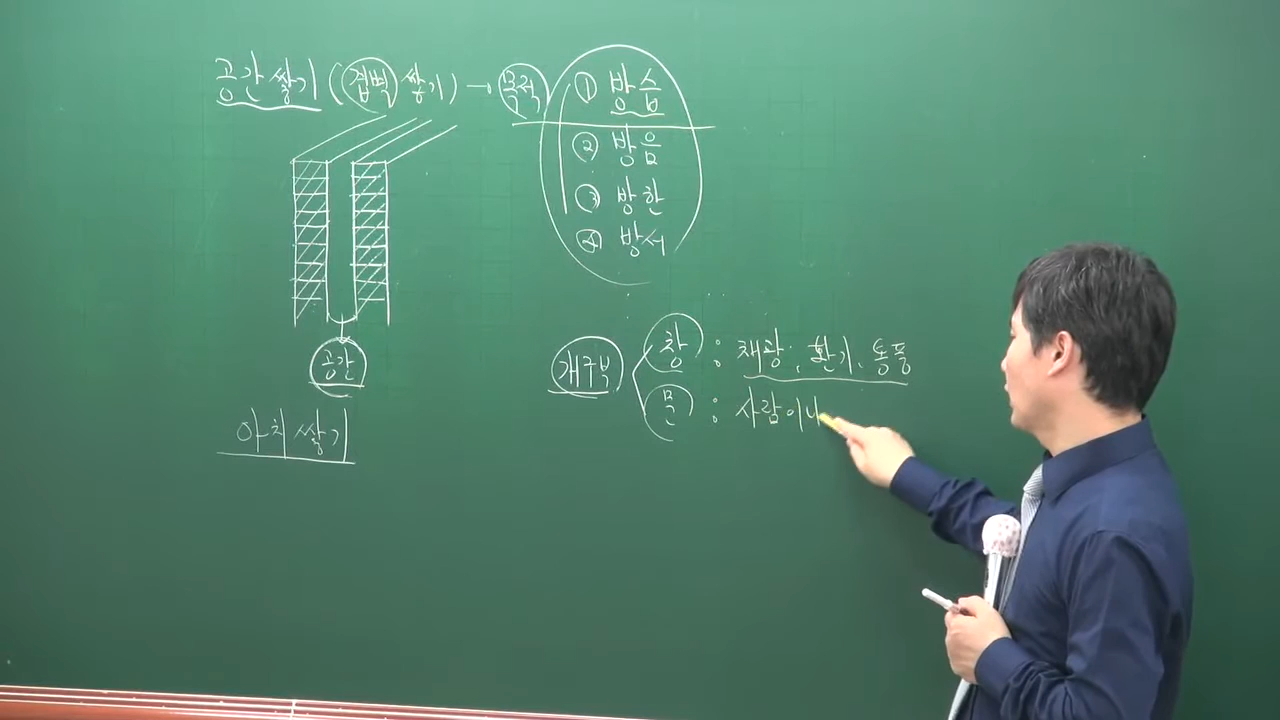 공간쌓기(겹벽쌓기) → 목적
① 방습
② 방음
③ 방한
④ 방서
공간
아치쌓기
개구부
창 : 채광, 환기, 통풍
문 : 사람이나